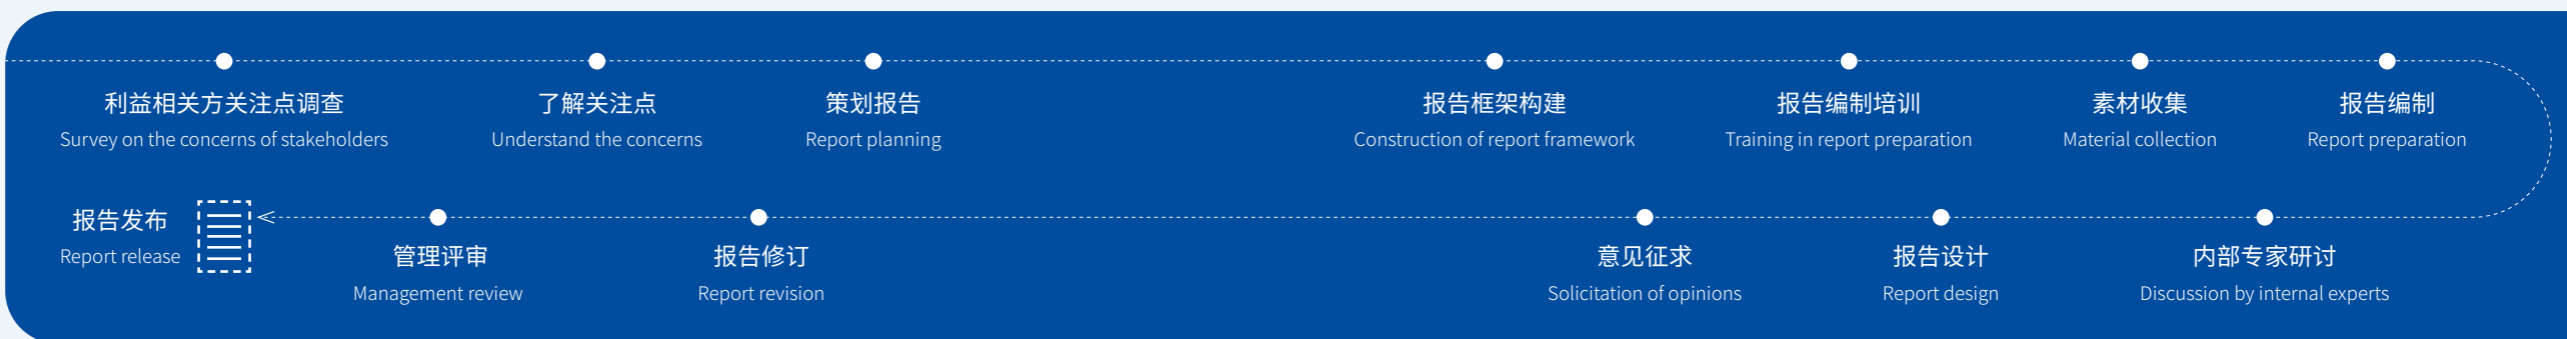 利益相关方关注点调查
Survey on the concerns of stakeholders
了解关注点
Understand the concerns
策划报告
Report planning
报告框架构建
Construction of report framework
报告编制培训
Training in report preparation
素材收集
Material collection
报告编制
Report preparation
内部专家研讨
Discussion by internal experts
报告设计
Report design
意见征求
Solicitation of opinions
报告修订
Report revision
管理评审
Management review
报告发布
Report release